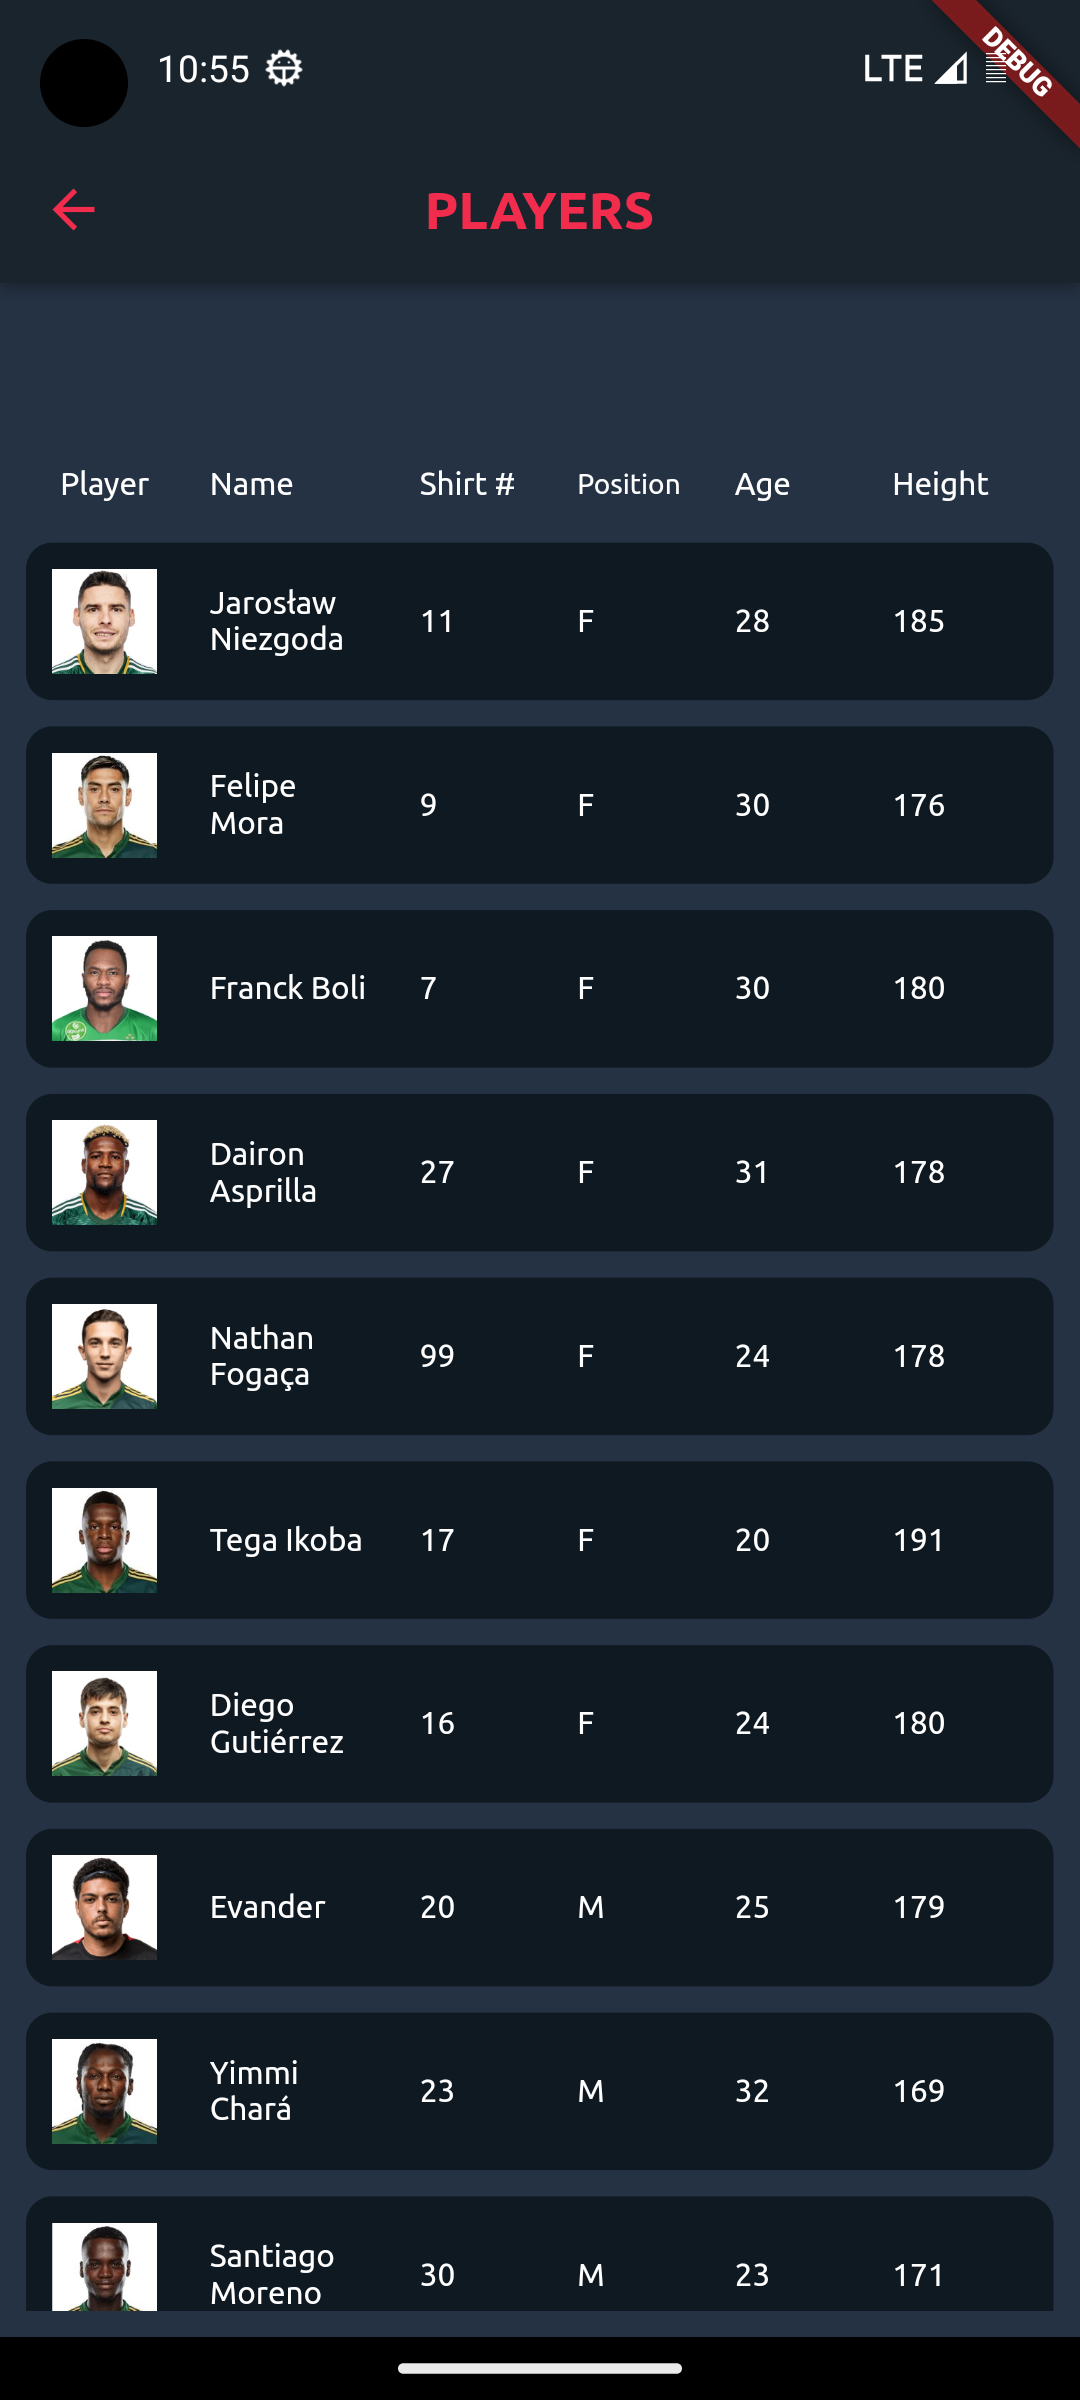 10:55 LTE DEBUG
PLAYERS
Player Name Shirt # Position Age Height
Jarosław
Niezgoda 11 F 28 185
Felipe
Mora 9 F 30 176
Franck Boli 7 F 30 180
Dairon
Asprilla 27 F 31 178
Nathan
Fogaça 99 F 24 178
Tega Ikoba 17 F 20 191
Diego
Gutiérrez 16 F 24 180
Evander 20 M 25 179
Yimmi
Chará 23 M 32 169
Santiago
Moreno 30 M 23 171